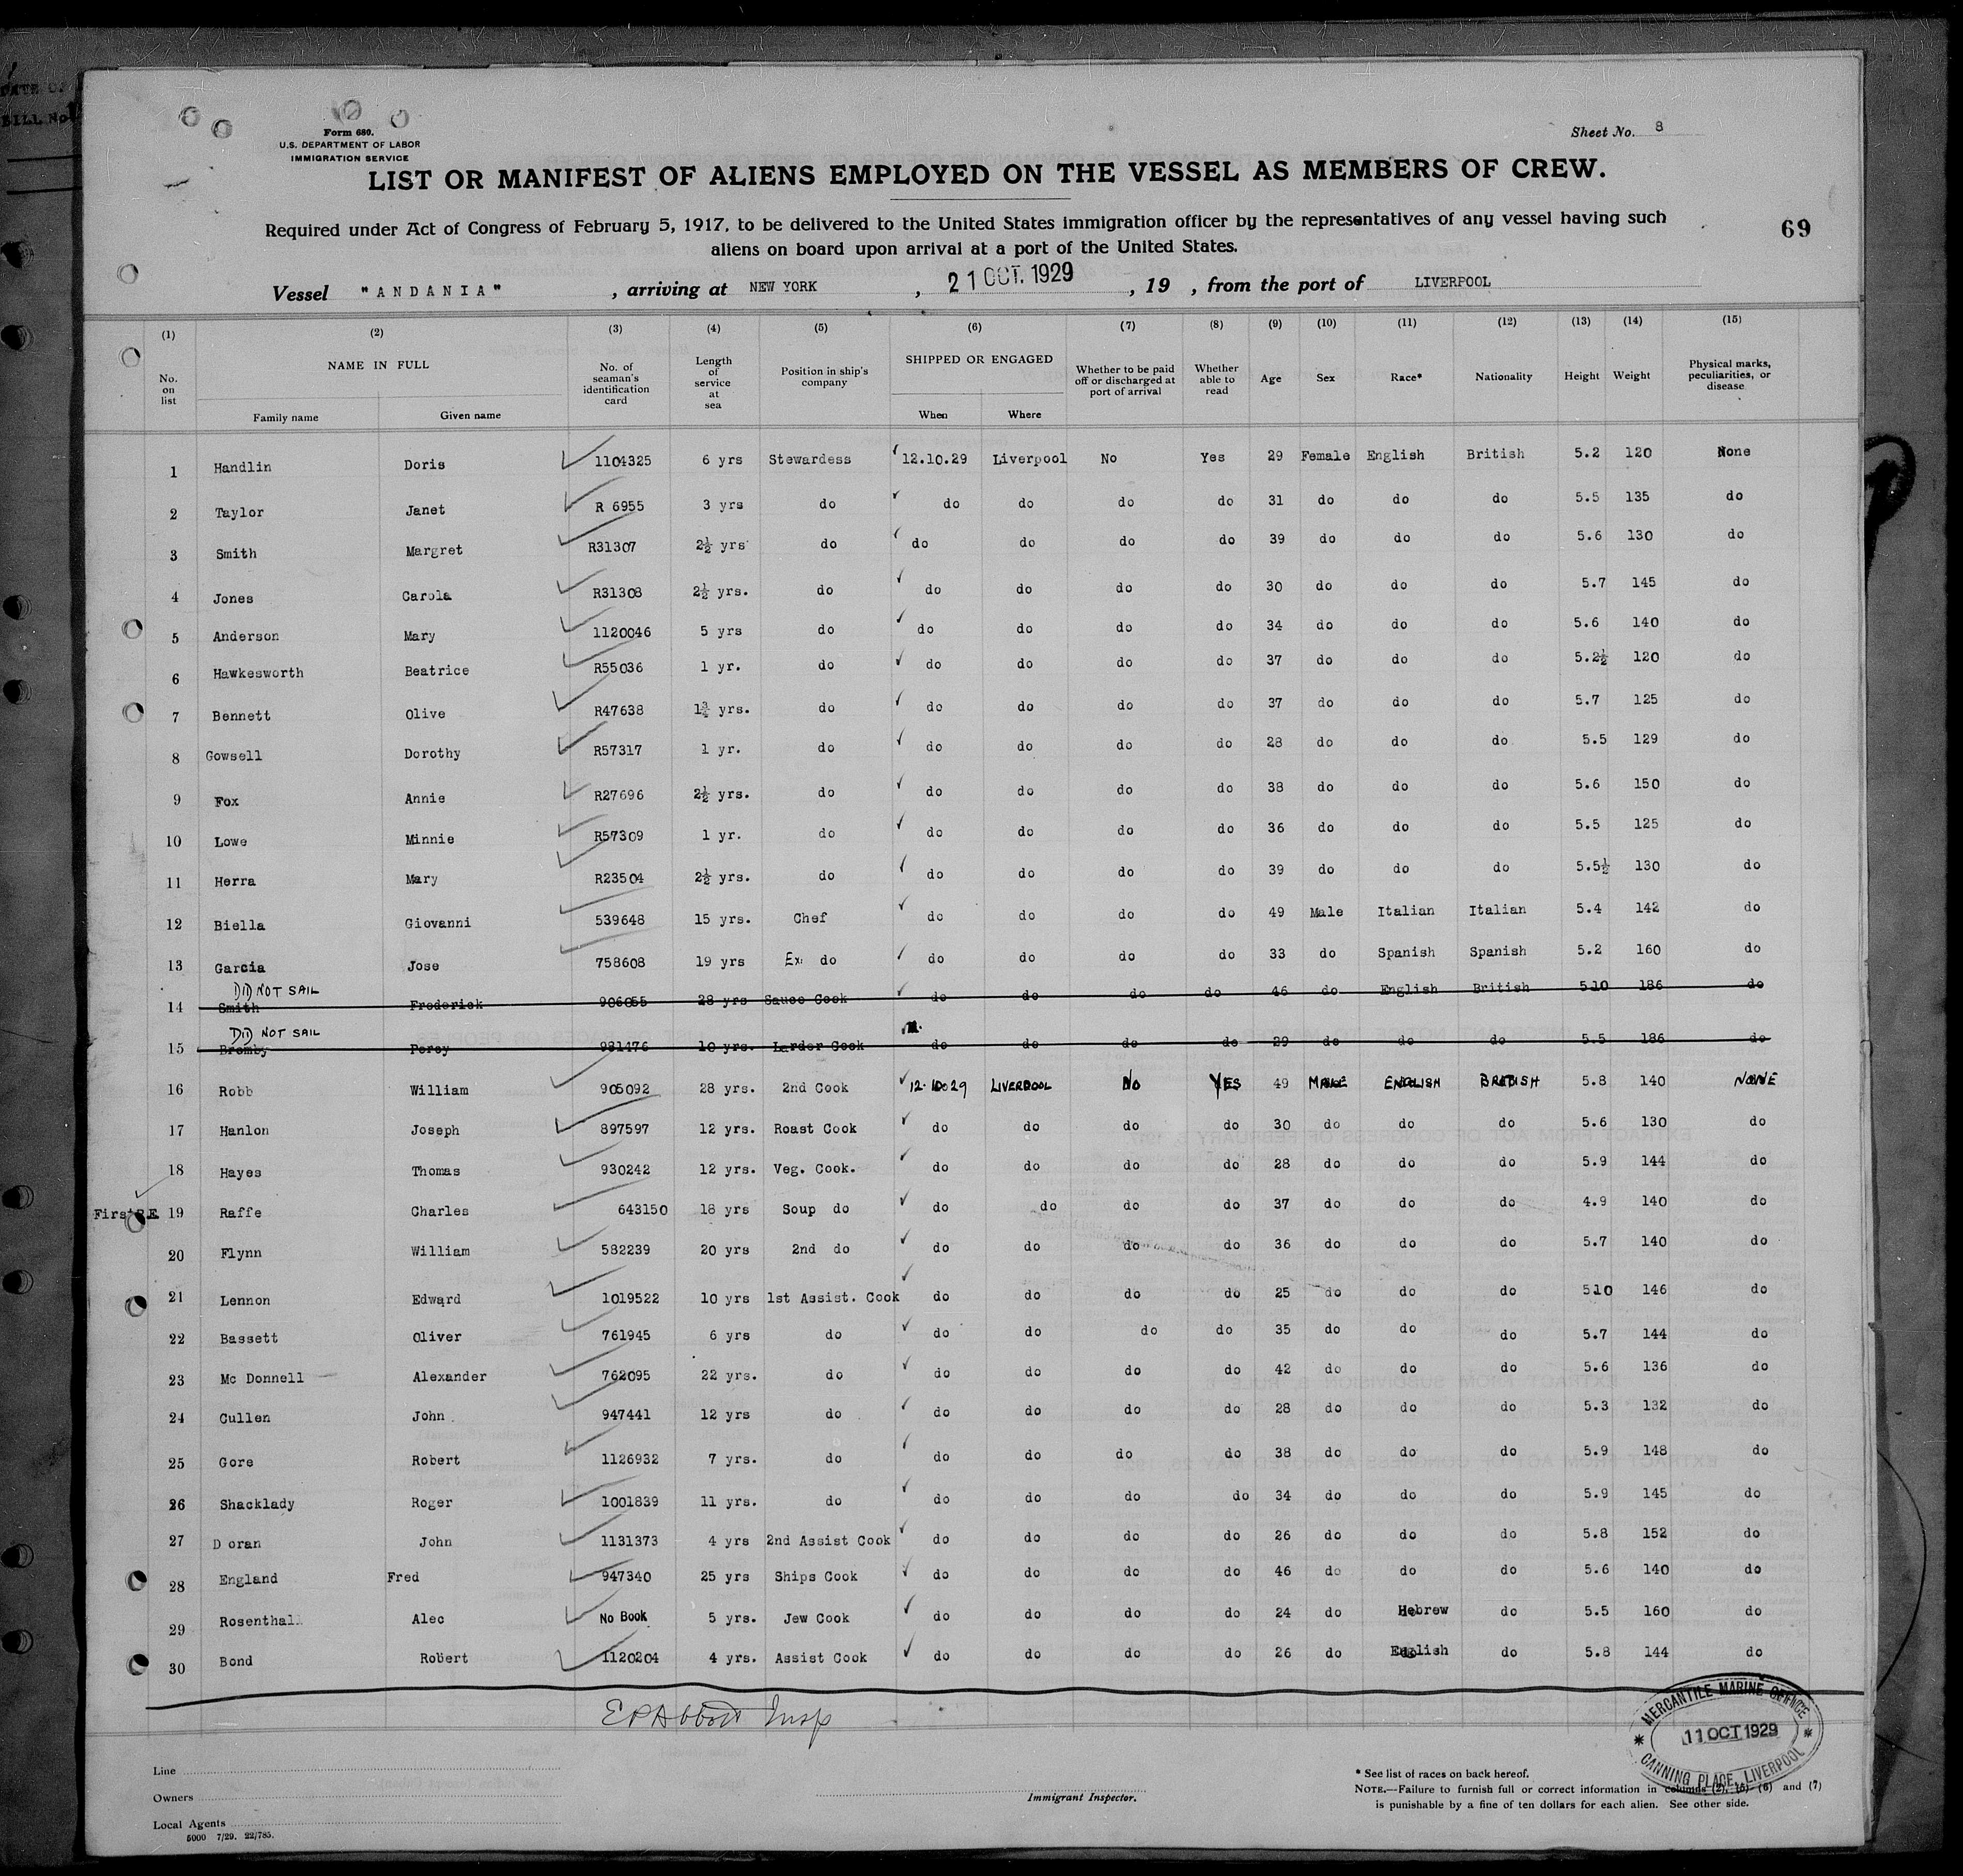 Form 680.
U.S. DEPARTMENT OF LABOR
IMMIGRATION SERVICE
Sheet No. 8
LIST OR MANIFEST OF ALIENS EMPLOYED ON THE VESSEL AS MEMBERS OF CREW.
Required under Act of Congress of February 5, 1917, to be delivered to the United States immigration officer by the representatives of any vessel having such
aliens on board upon arrival at a port of the United States.
69
Vessel "ANDANIA" , arriving at NEW YORK , 21 OCT. 1929 , 19 , from the port of LIVERPOOL
(1) (2) (3) (4) (5) (6) (7) (8) (9) (10) (11) (12) (13) (14) (15)
No. on list NAME IN FULL Family name Given name No. of seaman's identification card Length of service at sea Position in ship's company SHIPPED OR ENGAGED When Where Whether to be paid off or discharged at port of arrival Whether able to read Age Sex Race* Nationality Height Weight Physical marks, peculiarities, or disease
1 Handlin Doris 1104325 6 yrs Stewardess 12.10.29 Liverpool No Yes 29 Female English British 5.2 120 None
2 Taylor Janet R 6955 3 yrs do do do do do 31 do do do 5.5 135 do
3 Smith Margret R31307 2½ yrs do do do do do 39 do do do 5.6 130 do
4 Jones Carola R31308 2½ yrs. do do do do do 30 do do do 5.7 145 do
5 Anderson Mary 1120046 5 yrs do do do do do 34 do do do 5.6 140 do
6 Hawkesworth Beatrice R55036 1 yr. do do do do do 37 do do do 5.2½ 120 do
7 Bennett Olive R47638 1¾ yrs. do do do do do 37 do do do 5.7 125 do
8 Gowsell Dorothy R57317 1 yr. do do do do do 28 do do do 5.5 129 do
9 Fox Annie R27696 2½ yrs. do do do do do 38 do do do 5.6 150 do
10 Lowe Minnie R57309 1 yr. do do do do do 36 do do do 5.5 125 do
11 Herra Mary R23504 2½ yrs. do do do do do 39 do do do 5.5½ 130 do
12 Biella Giovanni 539648 15 yrs. Chef do do do do 49 Male Italian Italian 5.4 142 do
13 Garcia Jose 758608 19 yrs Ex do do do do do 33 do Spanish Spanish 5.2 160 do
DID NOT SAIL
14 Smith Frederick 906055 28 yrs Sauce Cook do do do do 46 do English British 510 186 do
DID NOT SAIL
15 Bromby Percy 981476 10 yrs. Larder Cook do do do do 29 do do do 5.5 186 do
16 Robb William 905092 28 yrs. 2nd Cook 12.10.29 LIVERPOOL NO YES 49 MALE ENGLISH BRITISH 5.8 140 NONE
17 Hanlon Joseph 897597 12 yrs. Roast Cook do do do do 30 do do do 5.6 130 do
18 Hayes Thomas 930242 12 yrs. Veg. Cook. do do do do 28 do do do 5.9 144 do
19 Raffe Charles 643150 18 yrs Soup do do do do do 37 do do do 4.9 140 do
20 Flynn William 582239 20 yrs 2nd do do do do do 36 do do do 5.7 140 do
21 Lennon Edward 1019522 10 yrs 1st Assist. Cook do do do do 25 do do do 510 146 do
22 Bassett Oliver 761945 6 yrs do do do do do 35 do do do 5.7 144 do
23 Mc Donnell Alexander 762095 22 yrs. do do do do do 42 do do do 5.6 136 do
24 Cullen John 947441 12 yrs do do do do do 28 do do do 5.3 132 do
25 Gore Robert 1126932 7 yrs. do do do do do 38 do do do 5.9 148 do
26 Shacklady Roger 1001839 11 yrs. do do do do do 34 do do do 5.9 145 do
27 D oran John 1131373 4 yrs 2nd Assist Cook do do do do 26 do do do 5.8 152 do
28 England Fred 947340 25 yrs Ships Cook do do do do 46 do do do 5.6 140 do
29 Rosenthall Alec No Book 5 yrs. Jew Cook do do do do 24 do Hebrew do 5.5 160 do
30 Bond Robert 1120204 4 yrs. Assist Cook do do do do 26 do English do 5.8 144 do
E P Abbott Insp
MERCANTILE MARINE OFFICE
11 OCT 1929
CANNING PLACE, LIVERPOOL
Line
Owners
Local Agents
5000 7/29. 22/785.
Immigrant Inspector.
* See list of races on back hereof.
NOTE.—Failure to furnish full or correct information in columns (2), (5), (6) and (7)
is punishable by a fine of ten dollars for each alien. See other side.